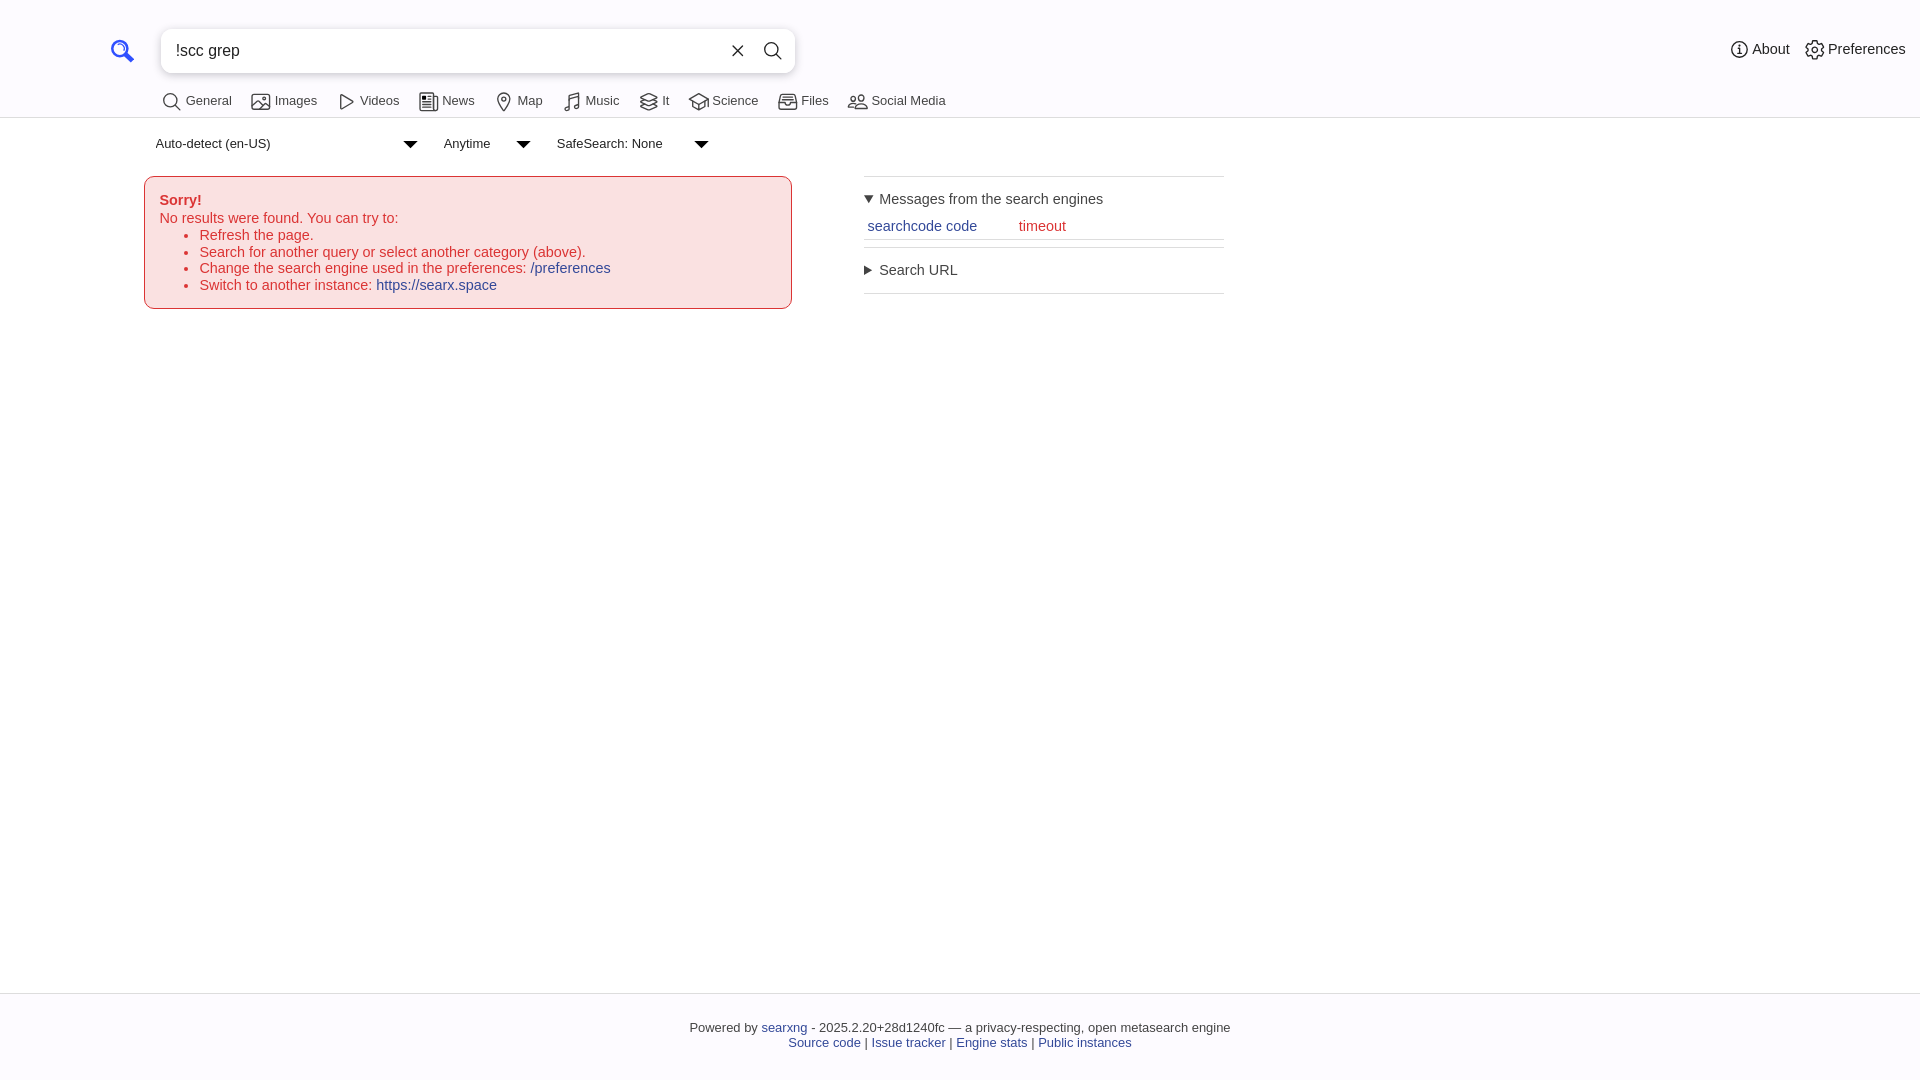 !scc grep
About
Preferences
General
Images
Videos
News
Map
Music
It
Science
Files
Social Media
Auto-detect (en-US)
Anytime
SafeSearch: None
Sorry!
No results were found. You can try to:
Refresh the page.
Search for another query or select another category (above).
Change the search engine used in the preferences: /preferences
Switch to another instance: https://searx.space
Messages from the search engines
searchcode code timeout
Search URL
Powered by searxng - 2025.2.20+28d1240fc — a privacy-respecting, open metasearch engine
Source code | Issue tracker | Engine stats | Public instances